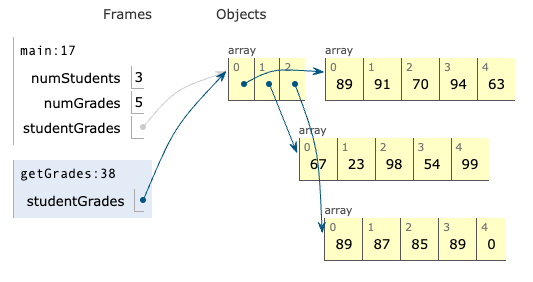 Frames Objects
main:17
numStudents 3
numGrades 5
studentGrades
getGrades:38
studentGrades
array
0 1 2
array
0 1 2 3 4
89 91 70 94 63
array
0 1 2 3 4
67 23 98 54 99
array
0 1 2 3 4
89 87 85 89 0